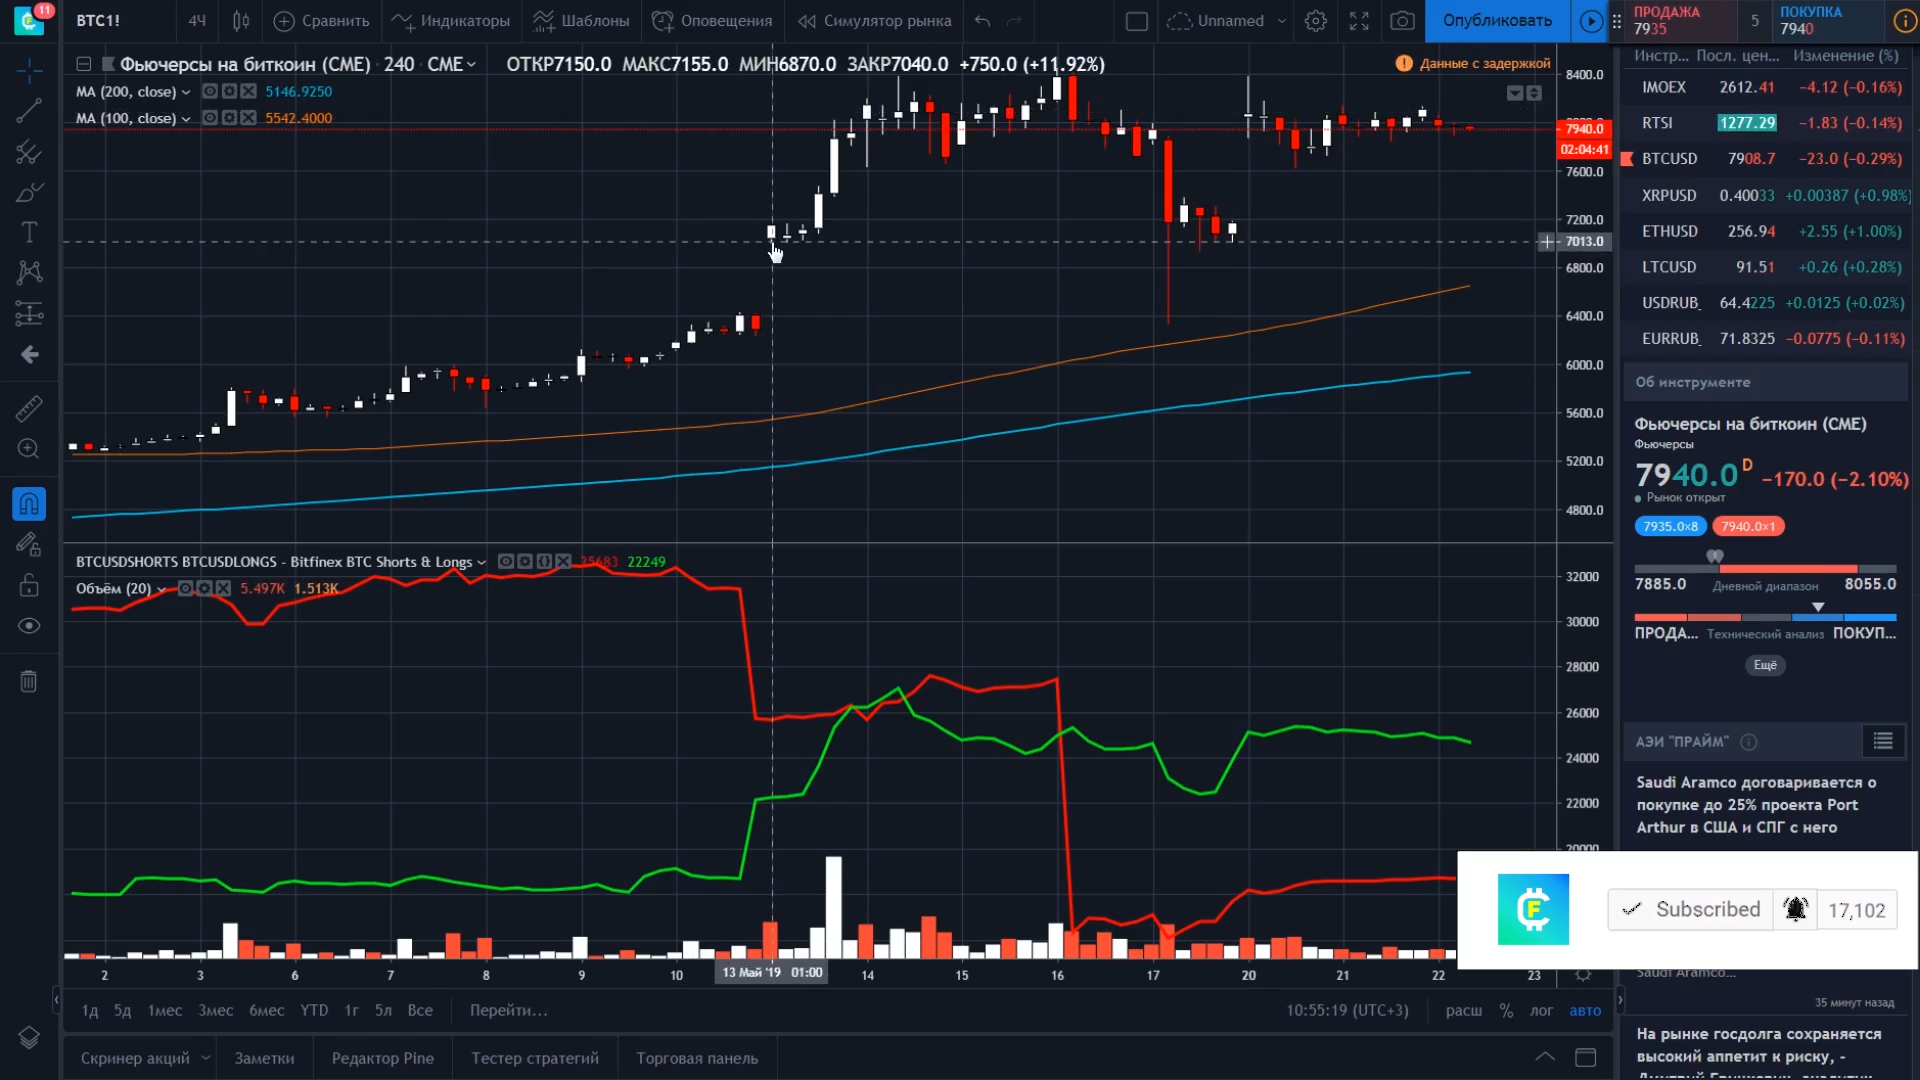 11
BTC1!
4Ч
Сравнить
Индикаторы
Шаблоны
Оповещения
Симулятор рынка
Unnamed
Опубликовать
ПРОДАЖА
7935
5
ПОКУПКА
7940
Фьючерсы на биткоин (CME) 240 CME
ОТКР7150.0 МАКС7155.0 МИН6870.0 ЗАКР7040.0 +750.0 (+11.92%)
Данные с задержкой
MA (200, close) 5146.9250
MA (100, close) 5542.4000
8400.0
7940.0
02:04:41
7600.0
7200.0
7013.0
6800.0
6400.0
6000.0
5600.0
5200.0
4800.0
BTCUSDSHORTS BTCUSDLONGS - Bitfinex BTC Shorts & Longs 25683 22249
Объём (20) 5.497K 1.513K
32000
30000
28000
26000
24000
22000
20000
2 3 6 7 8 9 10 13 Май '19 01:00 14 15 16 17 20 21 22 23
1д 5д 1мес 3мес 6мес YTD 1г 5л Все Перейти...
10:55:19 (UTC+3) расш % лог авто
Скринер акций Заметки Редактор Pine Тестер стратегий Торговая панель
Инстр... Посл. цен... Изменение (%)
IMOEX 2612.41 −4.12 (−0.16%)
RTSI 1277.29 −1.83 (−0.14%)
BTCUSD 7908.7 −23.0 (−0.29%)
XRPUSD 0.40033 +0.00387 (+0.98%)
ETHUSD 256.94 +2.55 (+1.00%)
LTCUSD 91.51 +0.26 (+0.28%)
USDRUB_ 64.4225 +0.0125 (+0.02%)
EURRUB_ 71.8325 −0.0775 (−0.11%)
Об инструменте
Фьючерсы на биткоин (CME)
Фьючерсы
7940.0 D −170.0 (−2.10%)
Рынок открыт
7935.0×8 7940.0×1
7885.0 Дневной диапазон 8055.0
ПРОДА... Технический анализ ПОКУП...
Ещё
АЭИ "ПРАЙМ"
Saudi Aramco договаривается о
покупке до 25% проекта Port
Arthur в США и СПГ с него
Subscribed
17,102
Saudi Aramco...
35 минут назад
На рынке госдолга сохраняется
высокий аппетит к риску, -